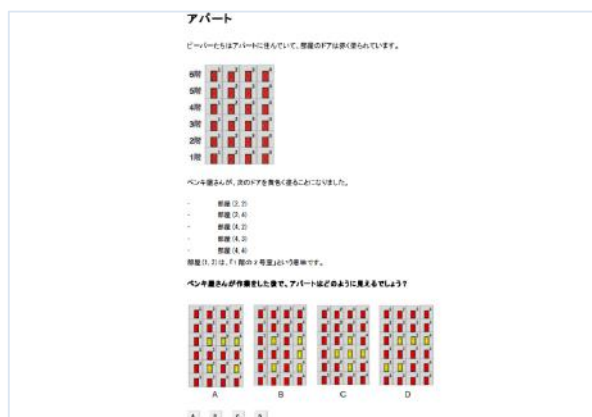 アパート
ビーバーたちはアパートに住んでいて、部屋のドアは赤く塗られています。
6階
5階
4階
3階
2階
1階
ペンキ屋さんが、次のドアを黄色く塗ることになりました。
- 部屋 (2, 2)
- 部屋 (2, 4)
- 部屋 (4, 2)
- 部屋 (4, 3)
- 部屋 (4, 4)
部屋 (1, 2) は、「1階の2号室」という意味です。
ペンキ屋さんが作業をした後で、アパートはどのように見えるでしょう？
A B C D
A B C D